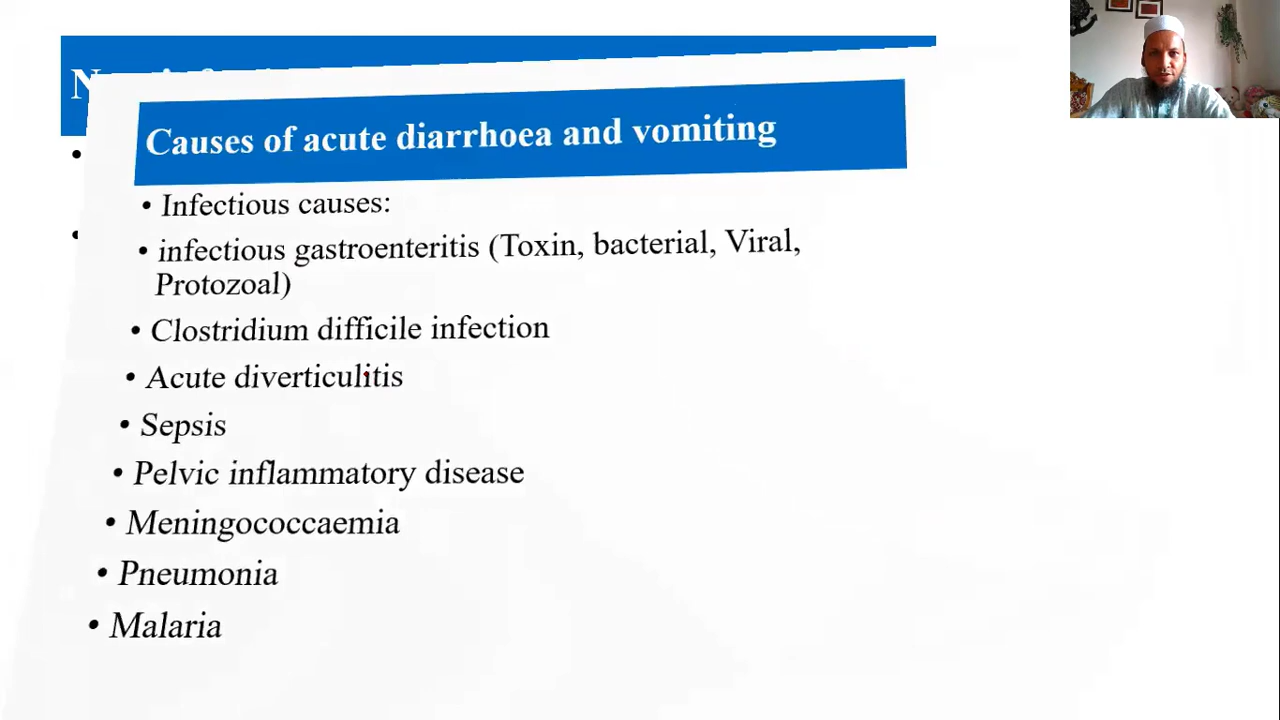 Causes of acute diarrhoea and vomiting
• Infectious causes:
• infectious gastroenteritis (Toxin, bacterial, Viral,
Protozoal)
• Clostridium difficile infection
• Acute diverticulitis
• Sepsis
• Pelvic inflammatory disease
• Meningococcaemia
• Pneumonia
• Malaria